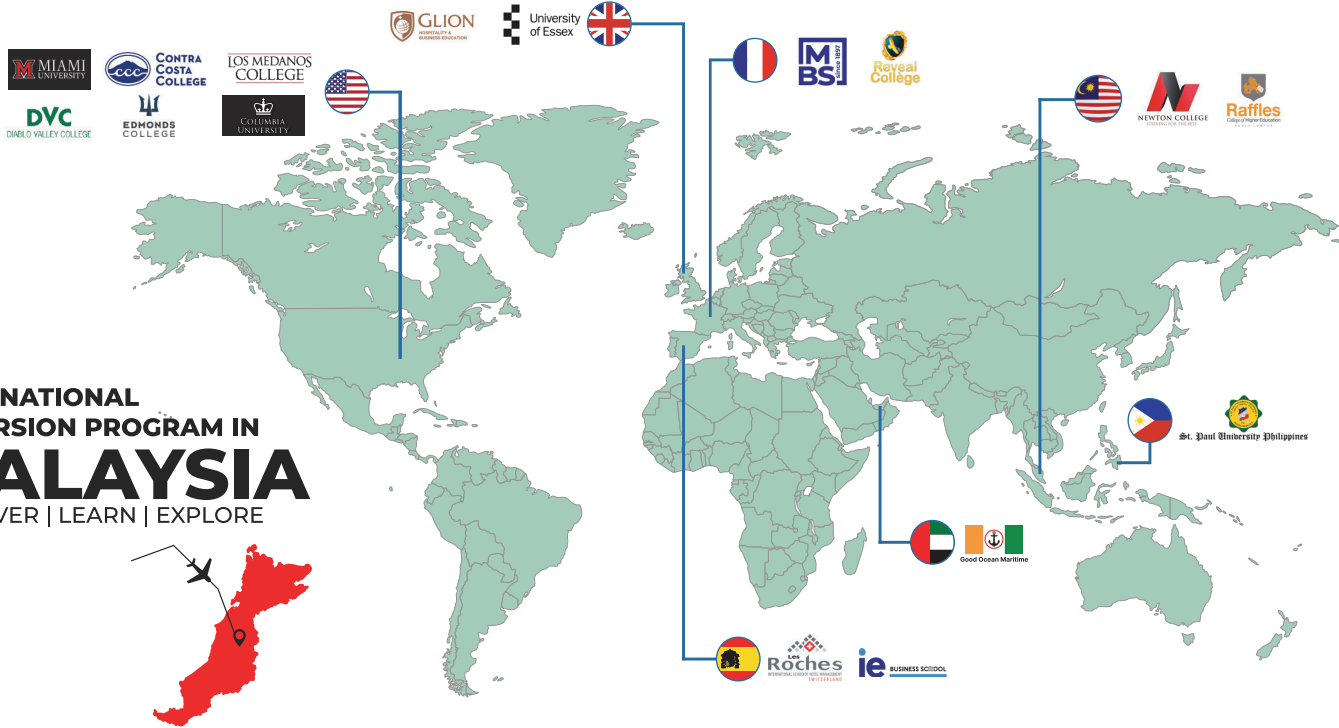 GLION
HOSPITALITY &
BUSINESS EDUCATION
University
of Essex
MIAMI
UNIVERSITY
CCC
CONTRA
COSTA
COLLEGE
LOS MEDANOS
COLLEGE
DVC
DIABLO VALLEY COLLEGE
EDMONDS
COLLEGE
COLUMBIA
UNIVERSITY
MBS
since 1897
Reveal
College
NEWTON COLLEGE
Raffles
College of Higher Education
KUALA LUMPUR
St. Paul University Philippines
NATIONAL
RSION PROGRAM IN
ALAYSIA
VER | LEARN | EXPLORE
Good Ocean Maritime
Les
Roches
INTERNATIONAL SCHOOL OF HOTEL MANAGEMENT
SWITZERLAND
ie BUSINESS SCHOOL